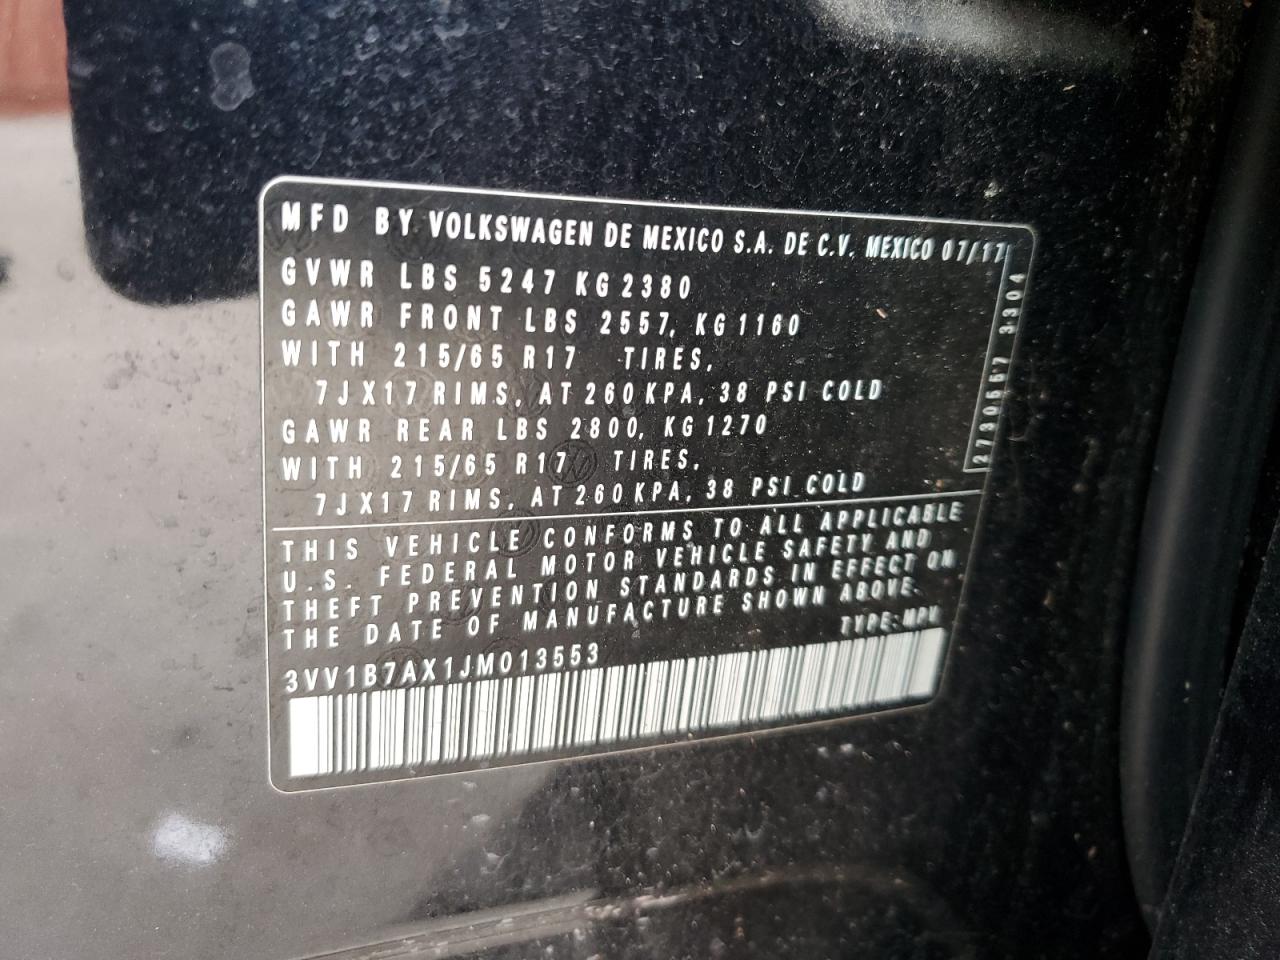 MFD BY VOLKSWAGEN DE MEXICO S.A. DE C.V. MEXICO 07/17
GVWR LBS 5247 KG 2380
GAWR FRONT LBS 2557, KG 1160
WITH 215/65 R17 TIRES,
7JX17 RIMS, AT 260 KPA, 38 PSI COLD
GAWR REAR LBS 2800, KG 1270
WITH 215/65 R17 TIRES,
7JX17 RIMS, AT 260 KPA, 38 PSI COLD
2730557 3304
THIS VEHICLE CONFORMS TO ALL APPLICABLE
U.S. FEDERAL MOTOR VEHICLE SAFETY AND
THEFT PREVENTION STANDARDS IN EFFECT ON
THE DATE OF MANUFACTURE SHOWN ABOVE.
TYPE: MPV
3VV1B7AX1JM013553